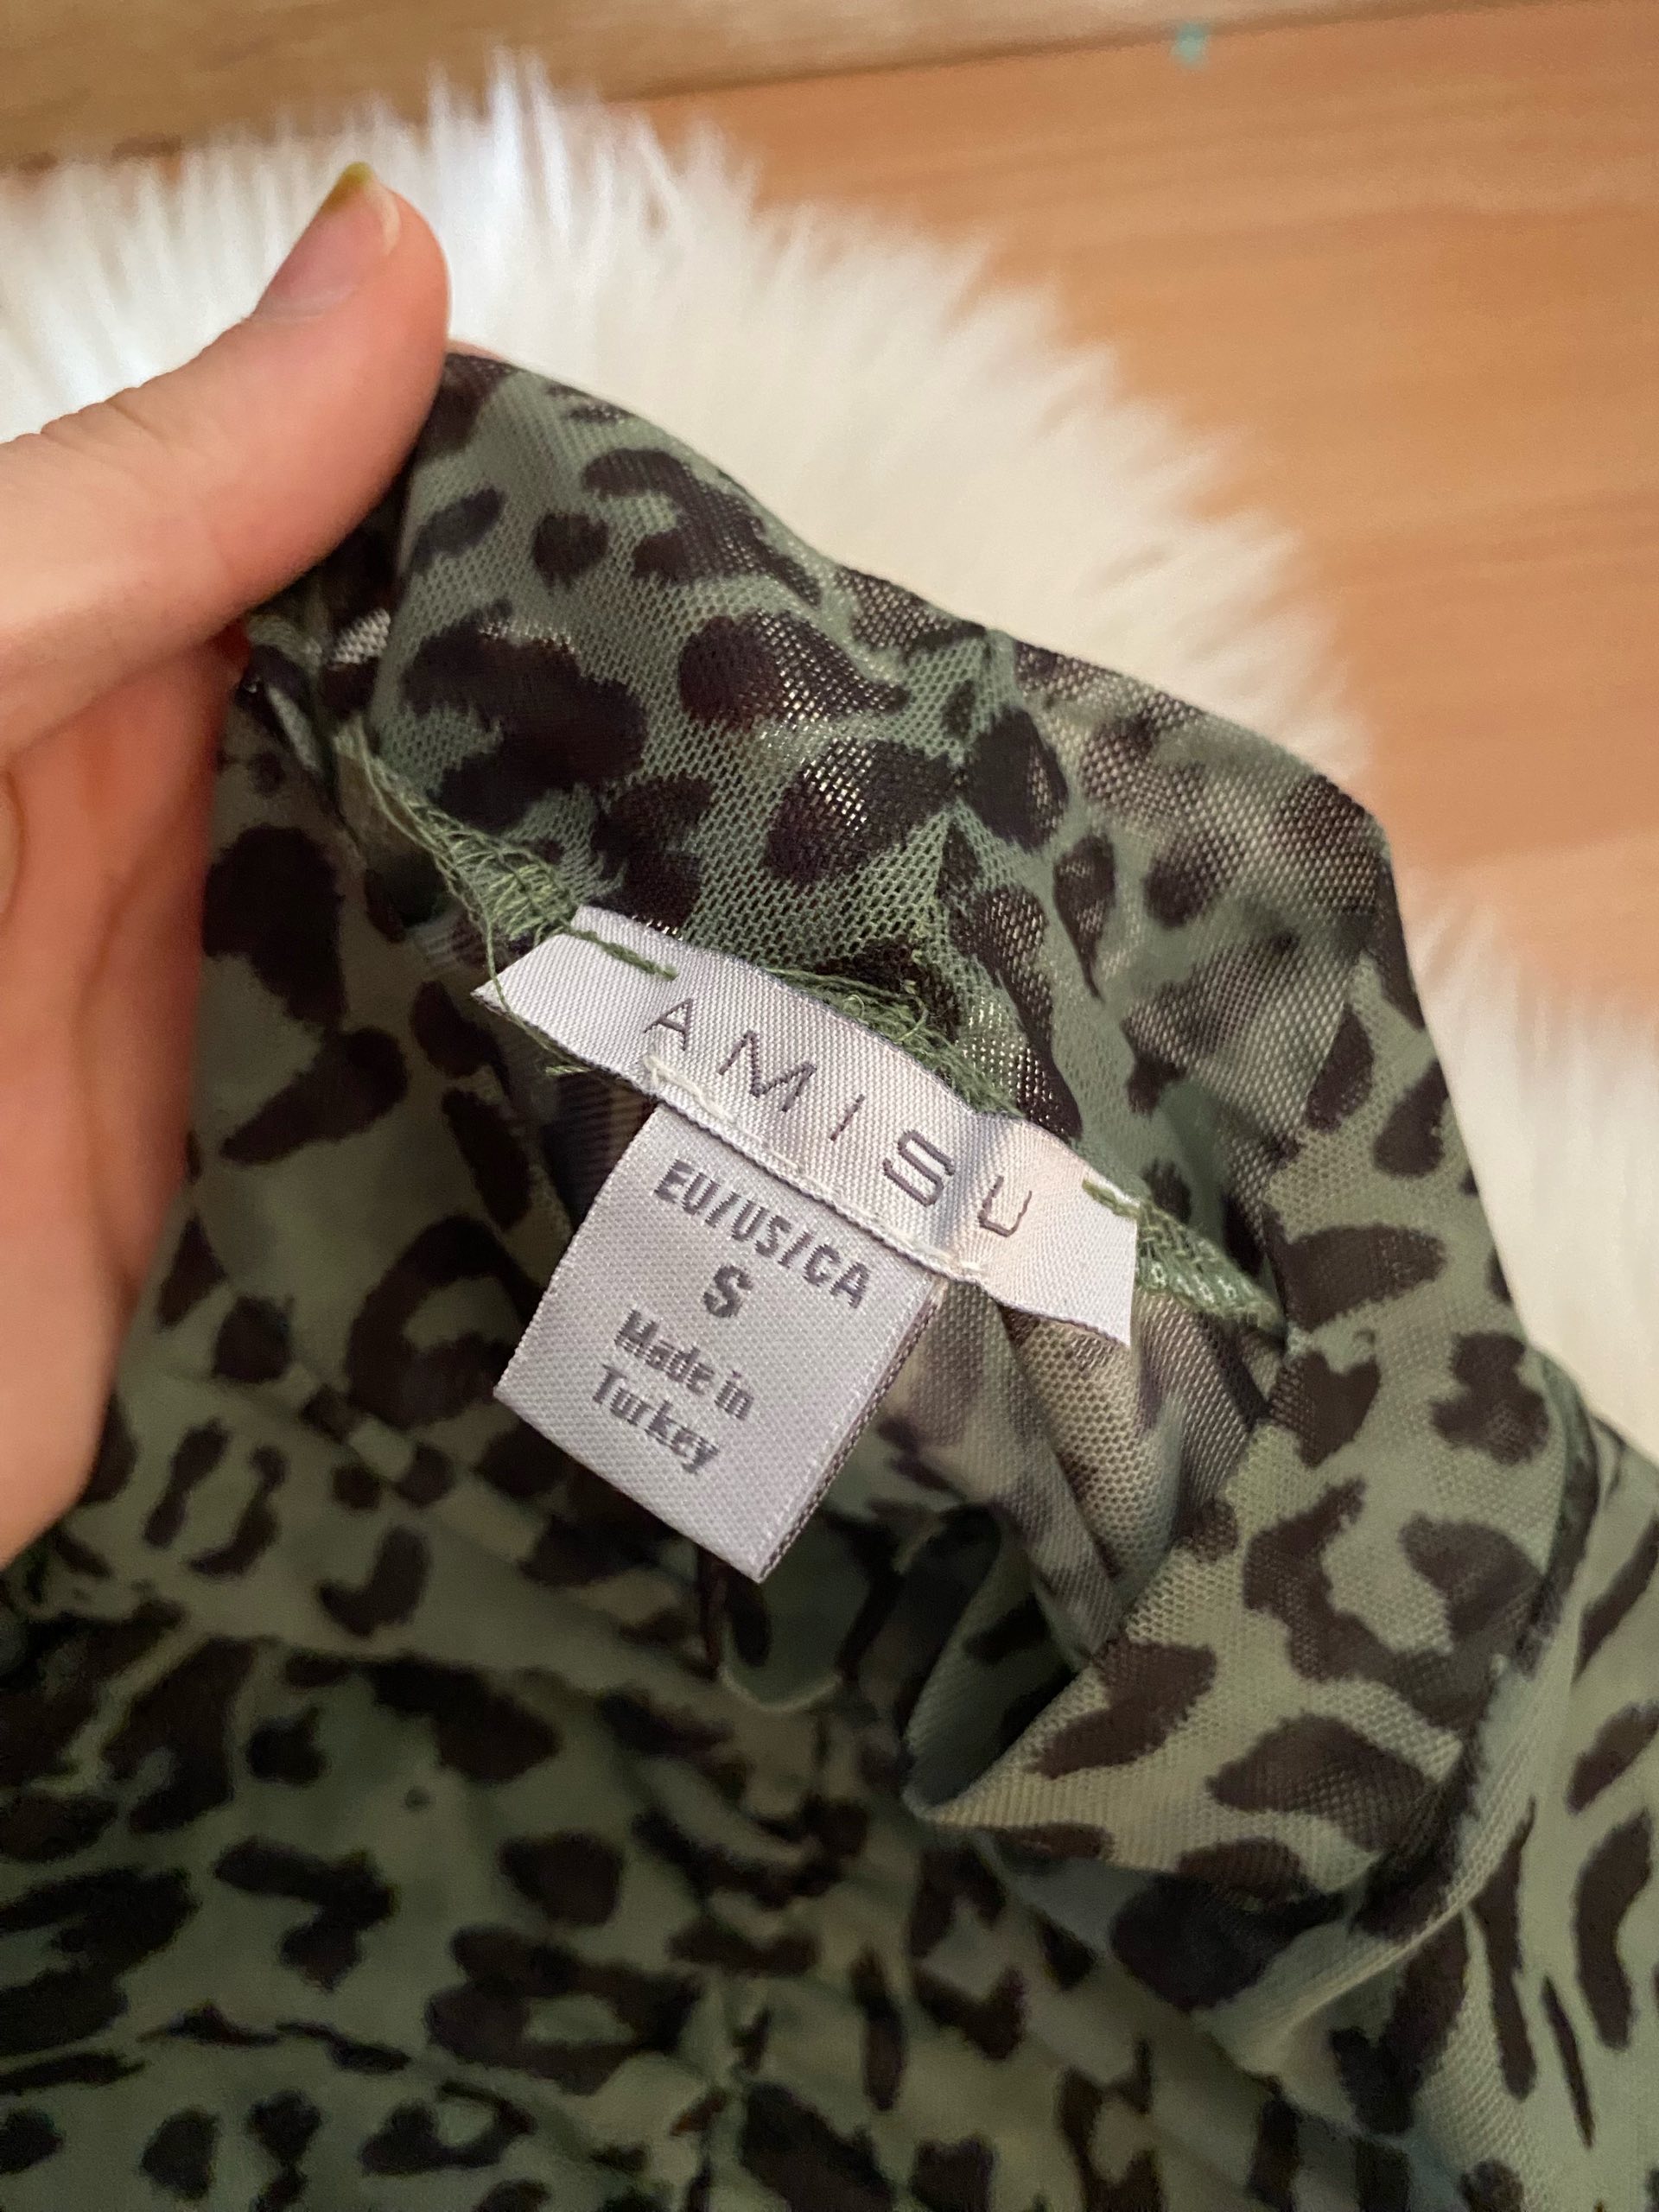 AMISU
EU/US/CA
S
Made in
Turkey